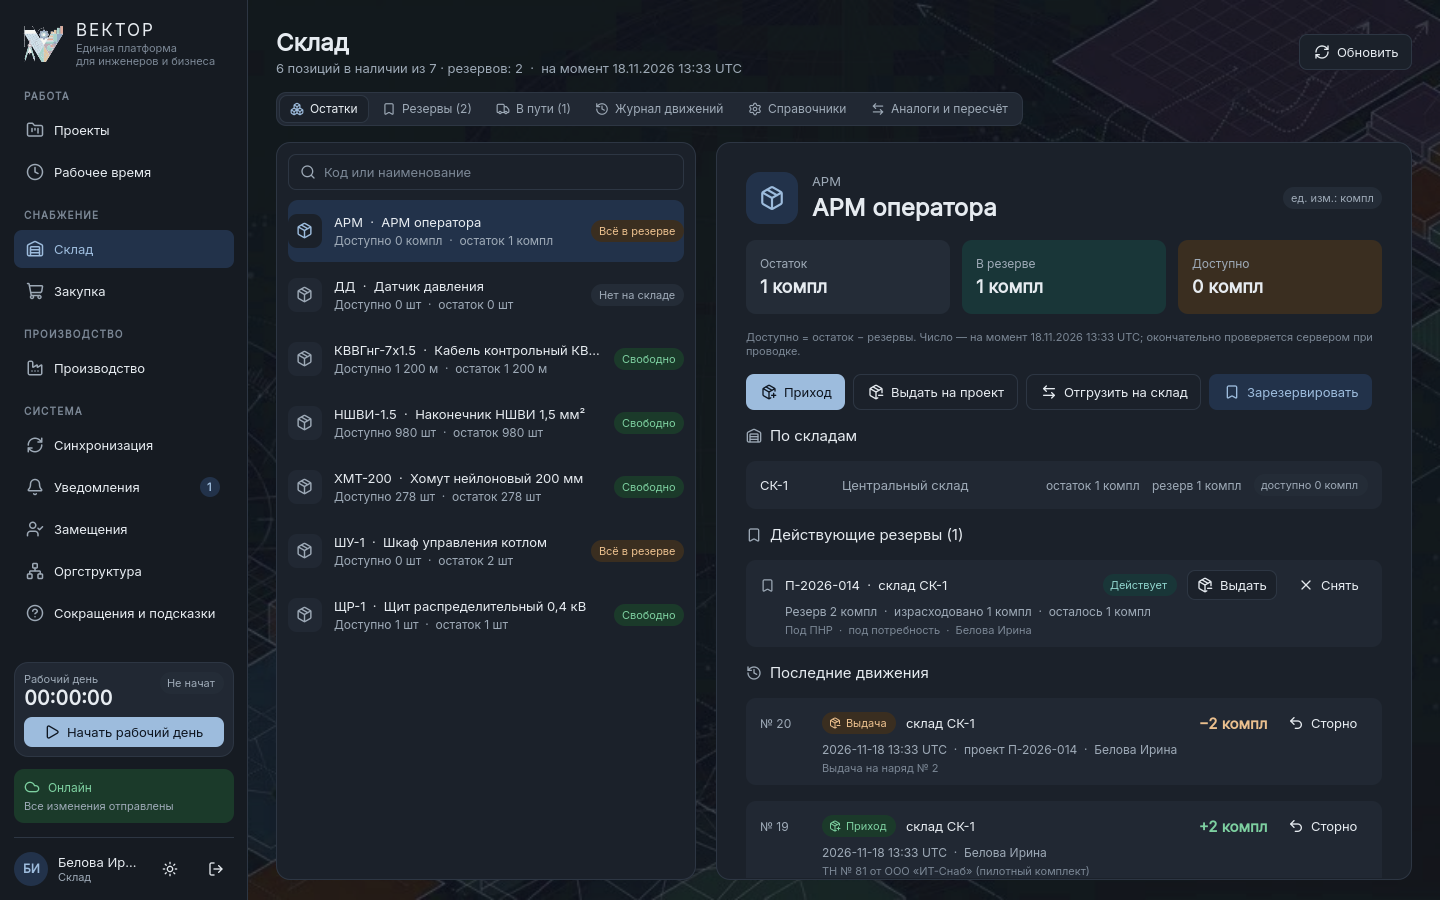 ВЕКТОР
Единая платформа
для инженеров и бизнеса
РАБОТА
Проекты
Рабочее время
СНАБЖЕНИЕ
Склад
Закупка
ПРОИЗВОДСТВО
Производство
СИСТЕМА
Синхронизация
Уведомления 1
Замещения
Оргструктура
Сокращения и подсказки
Рабочий день Не начат
00:00:00
Начать рабочий день
Онлайн
Все изменения отправлены
БИ Белова Ир...
Склад
Склад
6 позиций в наличии из 7 · резервов: 2 · на момент 18.11.2026 13:33 UTC
Обновить
Остатки Резервы (2) В пути (1) Журнал движений Справочники Аналоги и пересчёт
Код или наименование
АРМ · АРМ оператора
Доступно 0 компл · остаток 1 компл
Всё в резерве
ДД · Датчик давления
Доступно 0 шт · остаток 0 шт
Нет на складе
КВВГнг-7х1.5 · Кабель контрольный КВ...
Доступно 1 200 м · остаток 1 200 м
Свободно
НШВИ-1.5 · Наконечник НШВИ 1,5 мм²
Доступно 980 шт · остаток 980 шт
Свободно
ХМТ-200 · Хомут нейлоновый 200 мм
Доступно 278 шт · остаток 278 шт
Свободно
ШУ-1 · Шкаф управления котлом
Доступно 0 шт · остаток 2 шт
Всё в резерве
ЩР-1 · Щит распределительный 0,4 кВ
Доступно 1 шт · остаток 1 шт
Свободно
АРМ
АРМ оператора
ед. изм.: компл
Остаток
1 компл
В резерве
1 компл
Доступно
0 компл
Доступно = остаток − резервы. Число — на момент 18.11.2026 13:33 UTC; окончательно проверяется сервером при
проводке.
Приход Выдать на проект Отгрузить на склад Зарезервировать
По складам
СК-1 Центральный склад остаток 1 компл резерв 1 компл доступно 0 компл
Действующие резервы (1)
П-2026-014 · склад СК-1 Действует Выдать Снять
Резерв 2 компл · израсходовано 1 компл · осталось 1 компл
Под ПНР · под потребность · Белова Ирина
Последние движения
№ 20 Выдача склад СК-1 −2 компл Сторно
2026-11-18 13:33 UTC · проект П-2026-014 · Белова Ирина
Выдача на наряд № 2
№ 19 Приход склад СК-1 +2 компл Сторно
2026-11-18 13:33 UTC · Белова Ирина
ТН № 81 от ООО «ИТ-Снаб» (пилотный комплект)